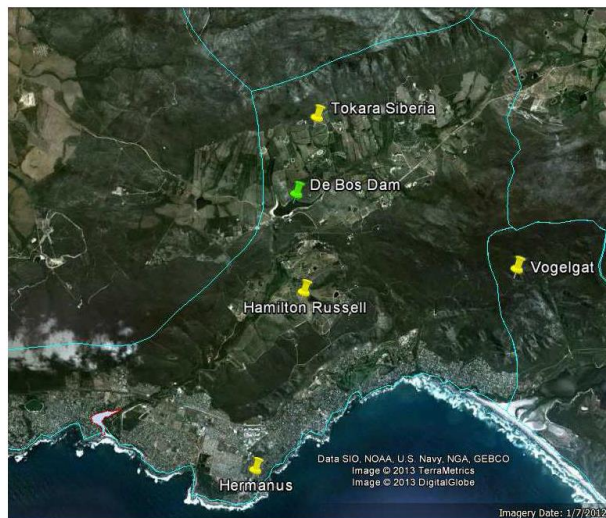 Tokara Siberia
De Bos Dam
Vogelgat
Hamilton Russell
Data SIO, NOAA, U.S. Navy, NGA, GEBCO
Image © 2013 TerraMetrics
Image © 2013 DigitalGlobe
Hermanus
Imagery Date: 1/7/2012